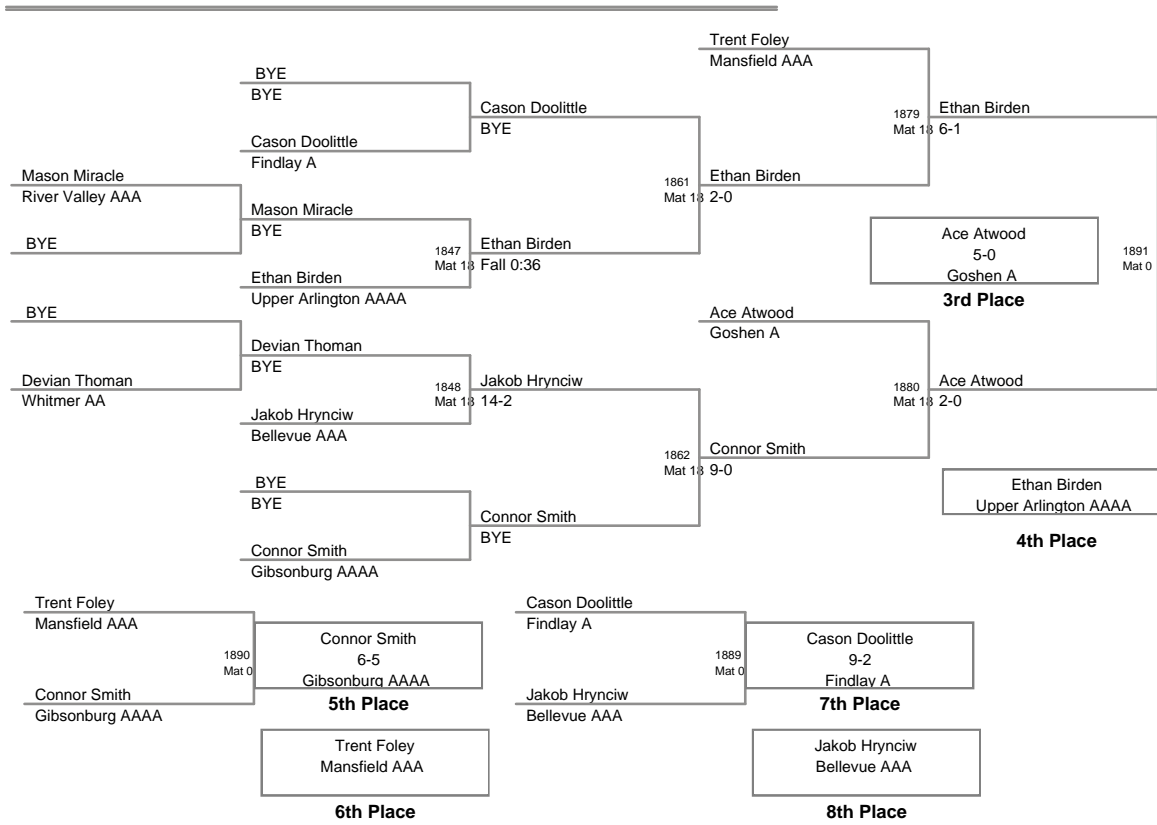 Trent Foley
Mansfield AAA
BYE
BYE
Cason Doolittle
BYE
1879
Mat 18
Ethan Birden
6-1
Cason Doolittle
Findlay A
Mason Miracle
River Valley AAA
1861
Mat 18
Ethan Birden
2-0
Mason Miracle
BYE
BYE
1847
Mat 18
Ethan Birden
Fall 0:36
Ace Atwood
5-0
Goshen A
3rd Place
1891
Mat 0
Ethan Birden
Upper Arlington AAAA
BYE
Ace Atwood
Goshen A
Devian Thoman
BYE
Devian Thoman
Whitmer AA
1848
Mat 18
Jakob Hrynciw
14-2
1880
Mat 18
Ace Atwood
2-0
Jakob Hrynciw
Bellevue AAA
1862
Mat 18
Connor Smith
9-0
BYE
BYE
Ethan Birden
Upper Arlington AAAA
4th Place
Connor Smith
BYE
Connor Smith
Gibsonburg AAAA
Trent Foley
Mansfield AAA
1890
Mat 0
Connor Smith
6-5
Gibsonburg AAAA
5th Place
Connor Smith
Gibsonburg AAAA
Trent Foley
Mansfield AAA
6th Place
Cason Doolittle
Findlay A
1889
Mat 0
Cason Doolittle
9-2
Findlay A
7th Place
Jakob Hrynciw
Bellevue AAA
Jakob Hrynciw
Bellevue AAA
8th Place